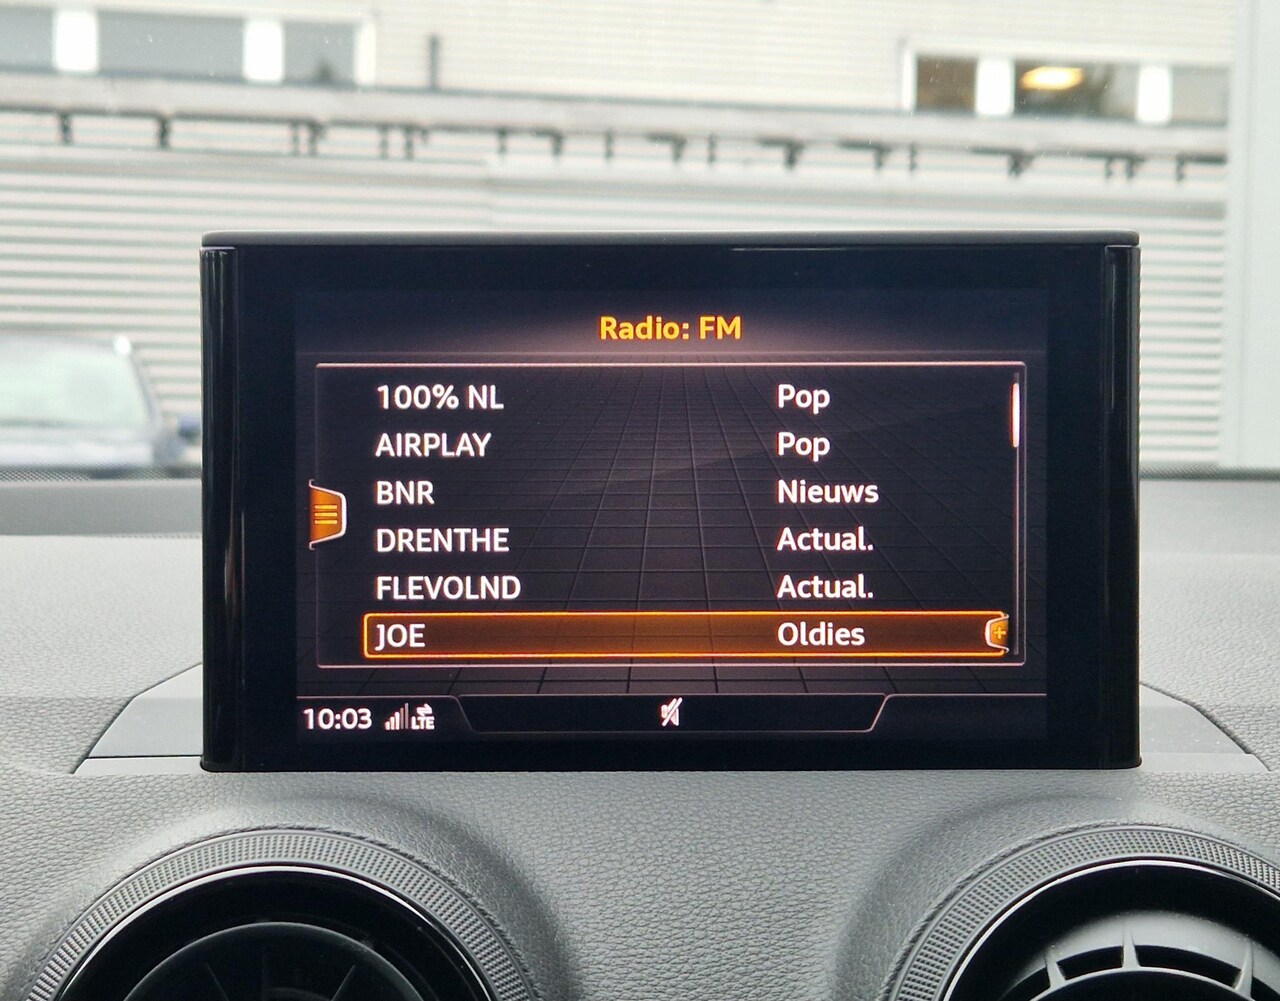 Radio: FM
100% NL Pop
AIRPLAY Pop
BNR Nieuws
DRENTHE Actual.
FLEVOLND Actual.
JOE Oldies
10:03 LTE